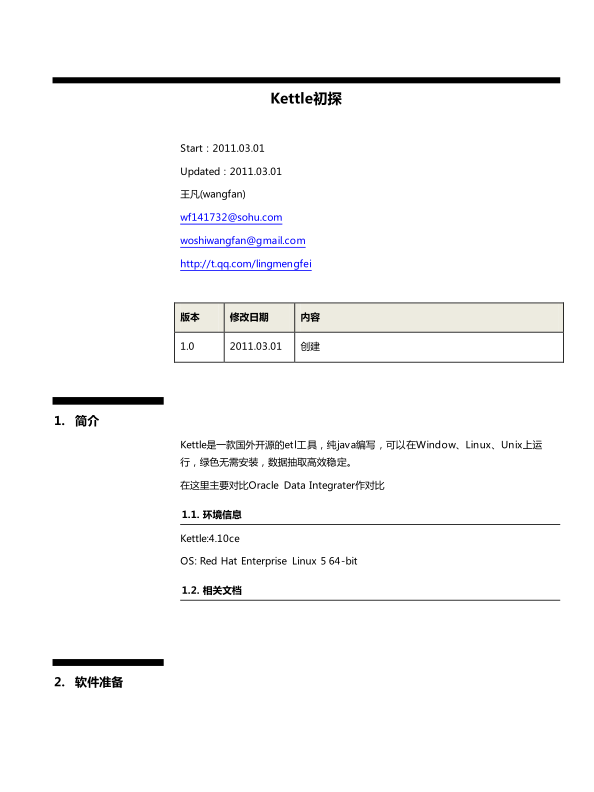 Kettle初探
Start：2011.03.01
Updated：2011.03.01
王凡(wangfan)
wf141732@sohu.com
woshiwangfan@gmail.com
http://t.qq.com/lingmengfei
版本 修改日期 内容
1.0 2011.03.01 创建
1. 简介
Kettle是一款国外开源的etl工具，纯java编写，可以在Window、Linux、Unix上运
行，绿色无需安装，数据抽取高效稳定。
在这里主要对比Oracle Data Integrater作对比
1.1. 环境信息
Kettle:4.10ce
OS: Red Hat Enterprise Linux 5 64-bit
1.2. 相关文档
2. 软件准备